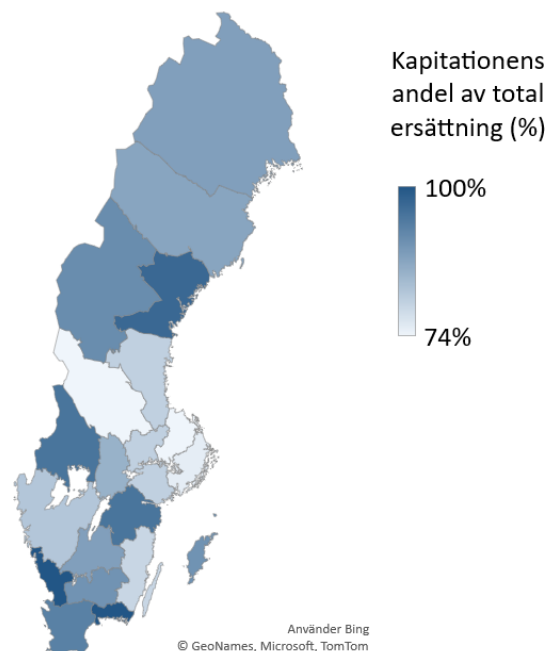 Kapitationens
andel av total
ersättning (%)
100%
74%
Använder Bing
© GeoNames, Microsoft, TomTom